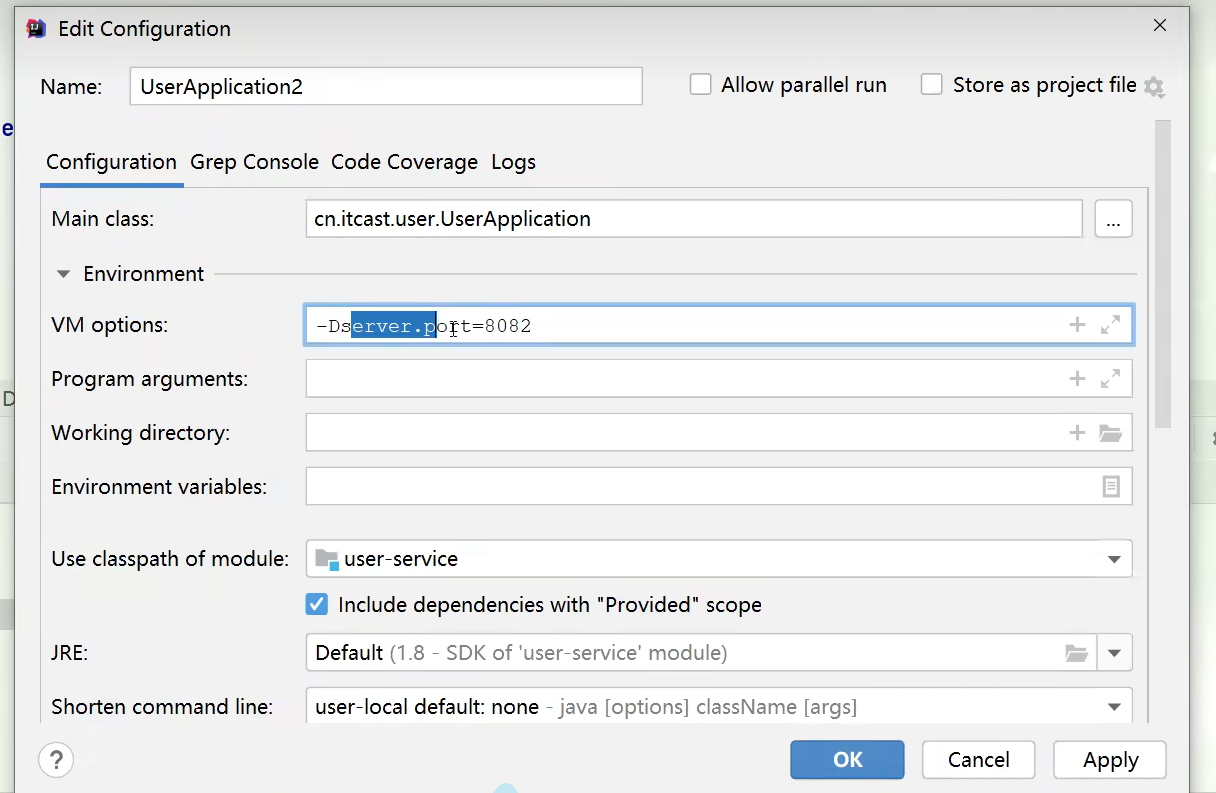 Edit Configuration
Name: UserApplication2 Allow parallel run Store as project file
e
Configuration Grep Console Code Coverage Logs
Main class: cn.itcast.user.UserApplication ...
Environment
VM options: -Dserver.port=8082
Program arguments:
D
Working directory:
Environment variables:
Use classpath of module: user-service
Include dependencies with "Provided" scope
JRE: Default (1.8 - SDK of 'user-service' module)
Shorten command line: user-local default: none - java [options] className [args]
? OK Cancel Apply